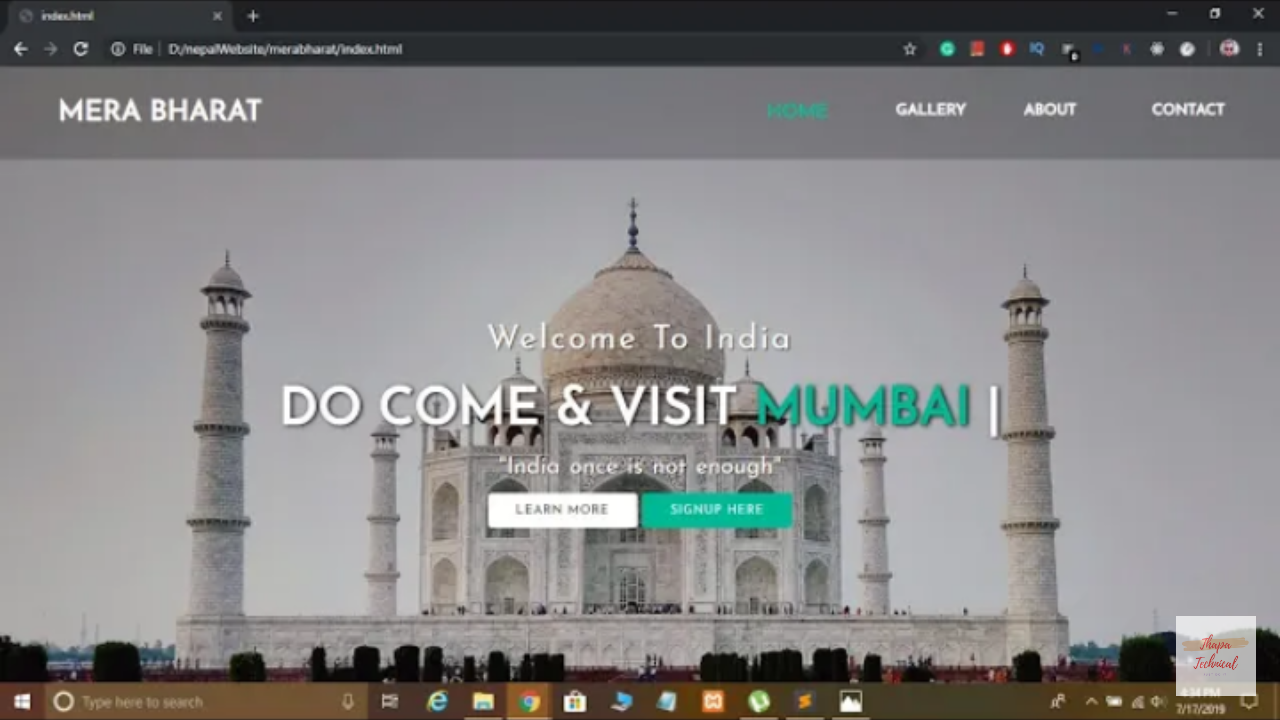 index.html
File D:/nepalWebsite/merabharat/index.html
MERA BHARAT HOME GALLERY ABOUT CONTACT
Welcome To India
DO COME & VISIT MUMBAI |
"India once is not enough"
LEARN MORE SIGNUP HERE
Thapa
Technical
Type here to search
4:34 PM
7/17/2019